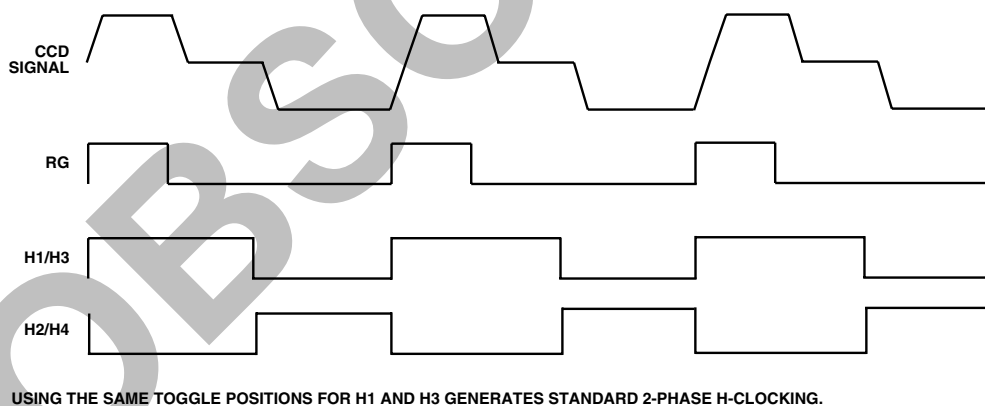 CCD
SIGNAL
RG
H1/H3
H2/H4
USING THE SAME TOGGLE POSITIONS FOR H1 AND H3 GENERATES STANDARD 2-PHASE H-CLOCKING.
OBSO